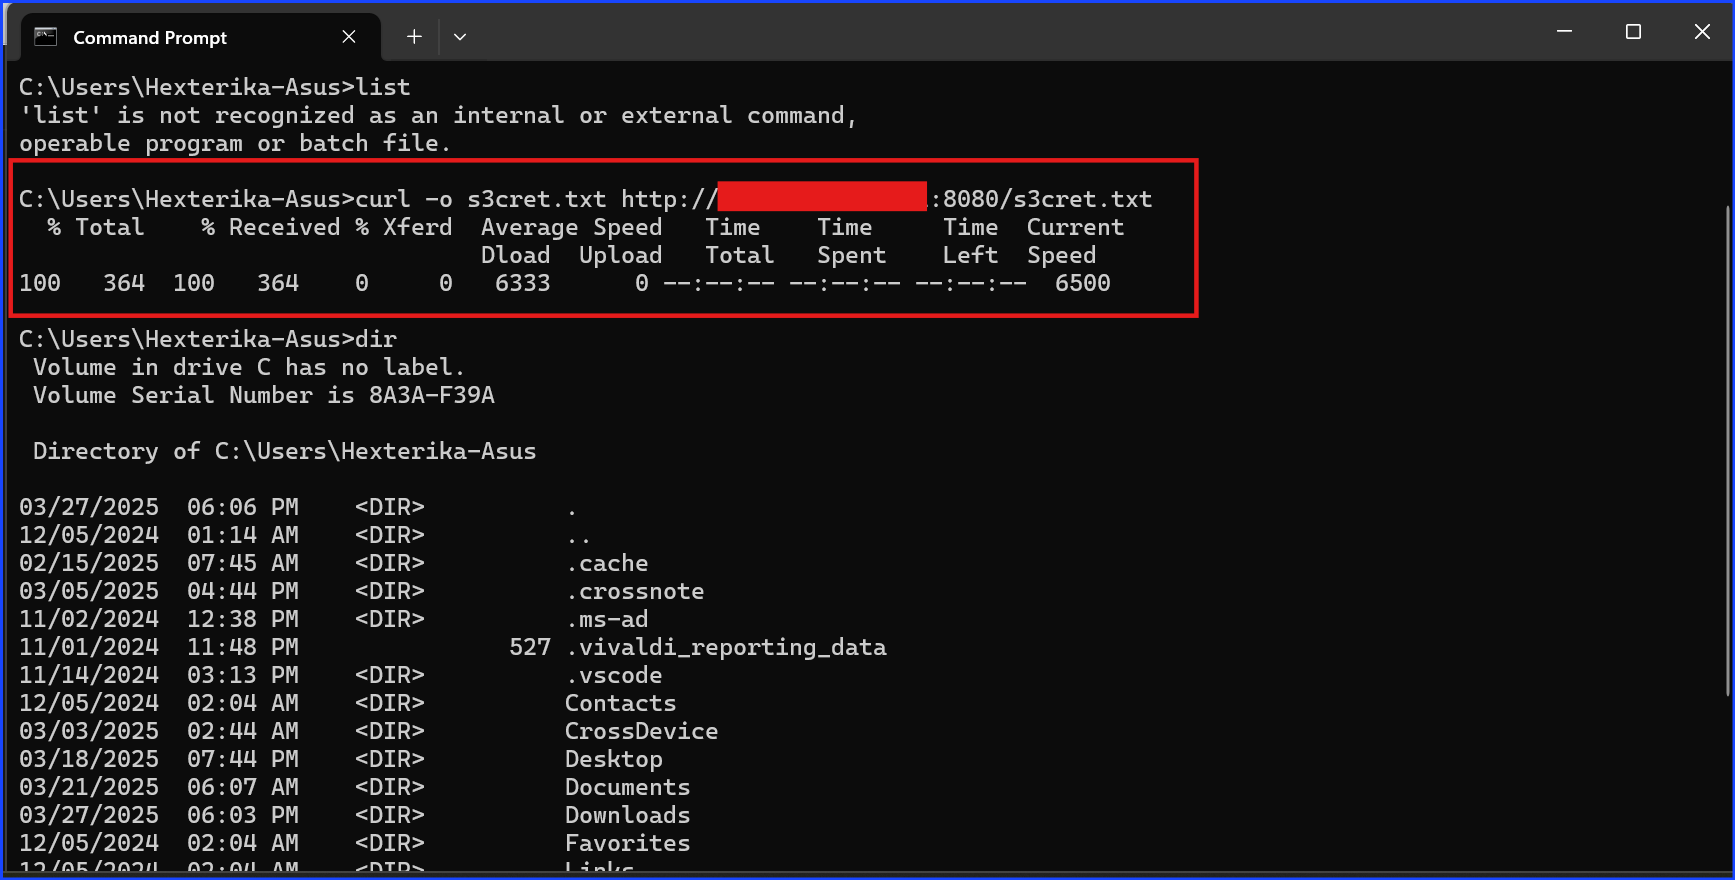 Command Prompt
C:\Users\Hexterika-Asus>list
'list' is not recognized as an internal or external command,
operable program or batch file.
C:\Users\Hexterika-Asus>curl -o s3cret.txt http:// :8080/s3cret.txt
  % Total    % Received % Xferd  Average Speed   Time    Time     Time  Current
                                 Dload  Upload   Total   Spent    Left  Speed
100   364  100   364    0     0   6333      0 --:--:-- --:--:-- --:--:--  6500
C:\Users\Hexterika-Asus>dir
 Volume in drive C has no label.
 Volume Serial Number is 8A3A-F39A
 Directory of C:\Users\Hexterika-Asus
03/27/2025  06:06 PM    <DIR>          .
12/05/2024  01:14 AM    <DIR>          ..
02/15/2025  07:45 AM    <DIR>          .cache
03/05/2025  04:44 PM    <DIR>          .crossnote
11/02/2024  12:38 PM    <DIR>          .ms-ad
11/01/2024  11:48 PM               527 .vivaldi_reporting_data
11/14/2024  03:13 PM    <DIR>          .vscode
12/05/2024  02:04 AM    <DIR>          Contacts
03/03/2025  02:44 AM    <DIR>          CrossDevice
03/18/2025  07:44 PM    <DIR>          Desktop
03/21/2025  06:07 AM    <DIR>          Documents
03/27/2025  06:03 PM    <DIR>          Downloads
12/05/2024  02:04 AM    <DIR>          Favorites
12/05/2024  02:04 AM    <DIR>          Links